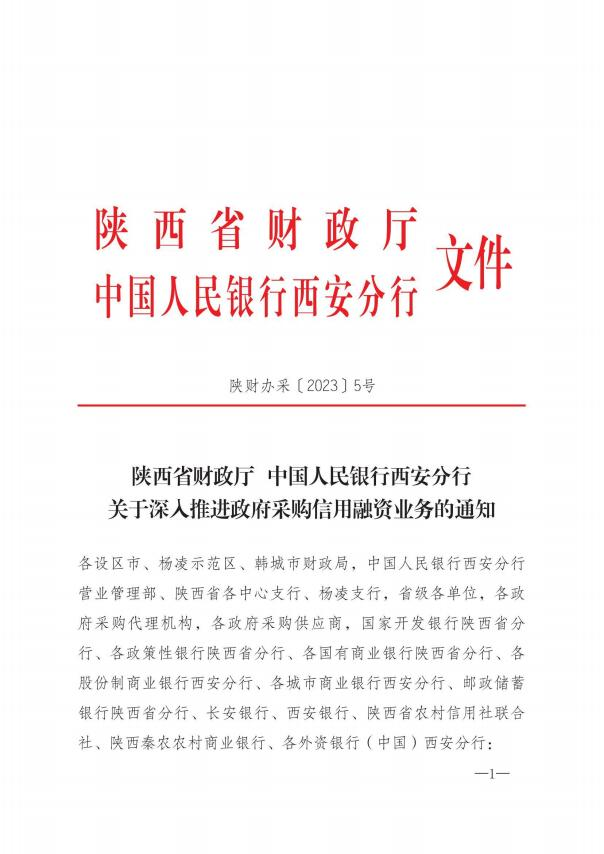 陕西省财政厅
中国人民银行西安分行
文件
陕财办采〔2023〕5号
陕西省财政厅 中国人民银行西安分行
关于深入推进政府采购信用融资业务的通知
各设区市、杨凌示范区、韩城市财政局，中国人民银行西安分行
营业管理部、陕西省各中心支行、杨凌支行，省级各单位，各政
府采购代理机构，各政府采购供应商，国家开发银行陕西省分
行、各政策性银行陕西省分行、各国有商业银行陕西省分行、各
股份制商业银行西安分行、各城市商业银行西安分行、邮政储蓄
银行陕西省分行、长安银行、西安银行、陕西省农村信用社联合
社、陕西秦农农村商业银行、各外资银行（中国）西安分行：
—1—